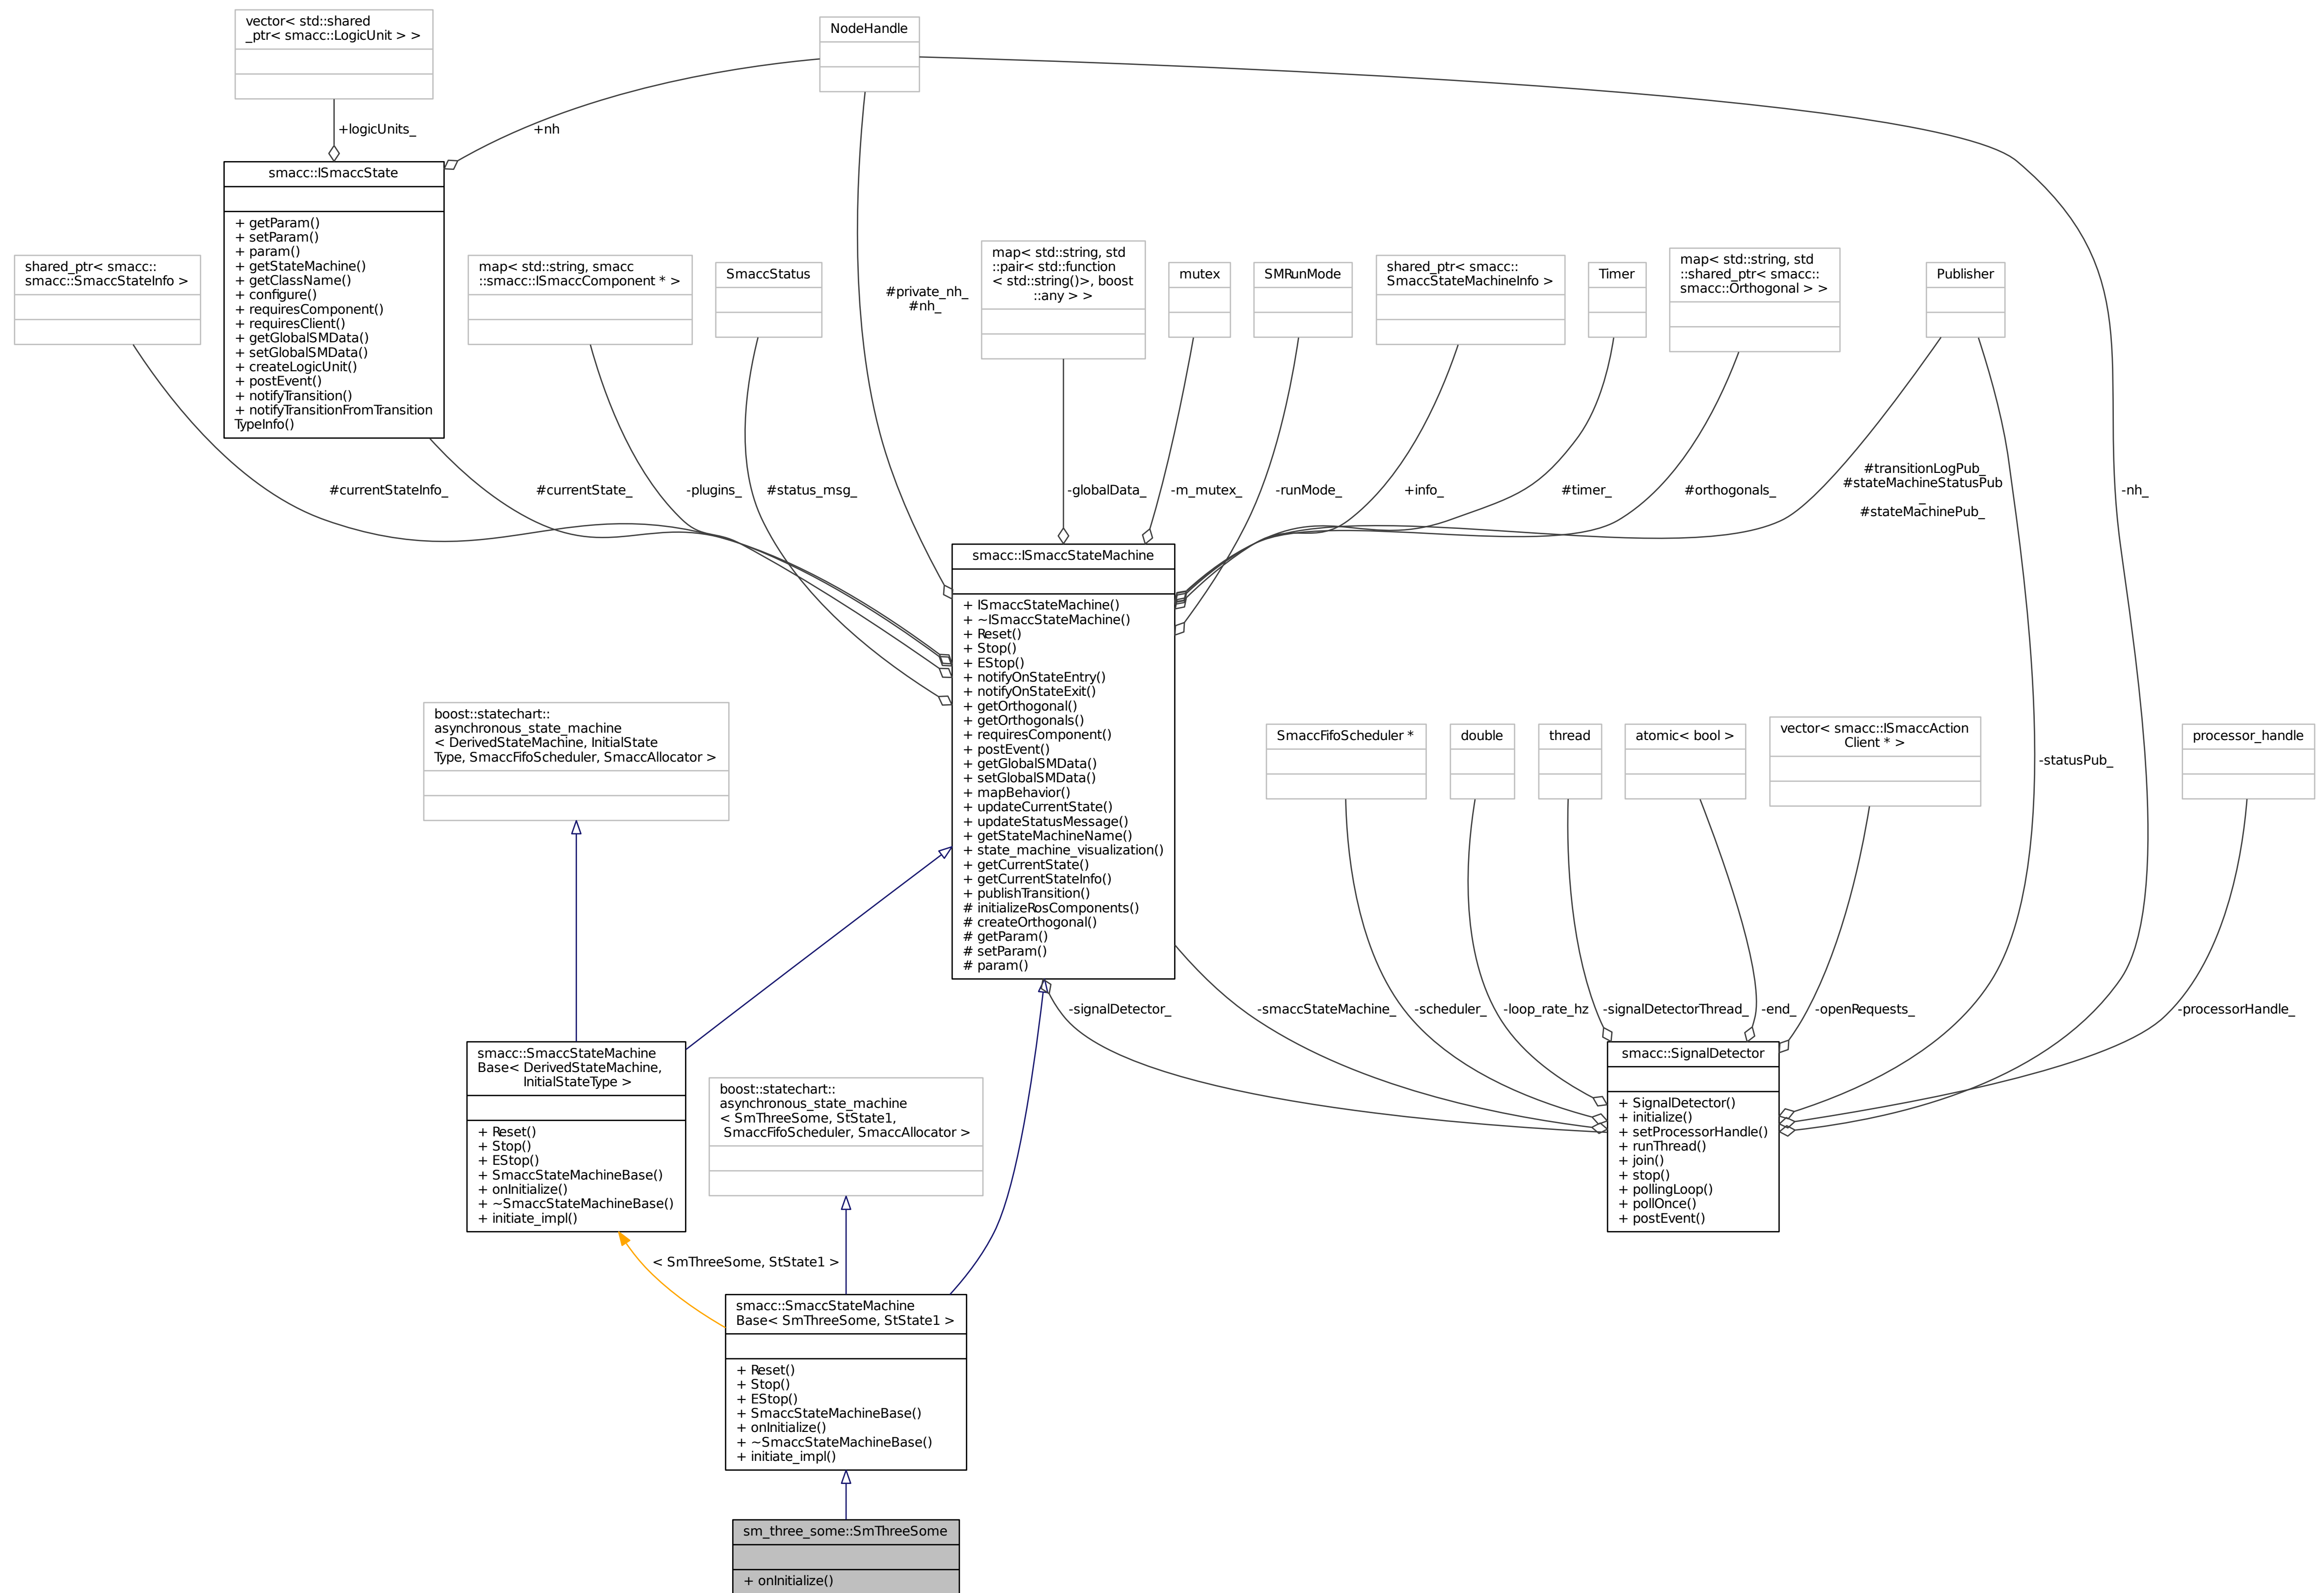 vector< std::shared
_ptr< smacc::LogicUnit > >
NodeHandle
+logicUnits_
+nh
smacc::ISmaccState
+ getParam()
+ setParam()
+ param()
+ getStateMachine()
+ getClassName()
+ configure()
+ requiresComponent()
+ requiresClient()
+ getGlobalSMData()
+ setGlobalSMData()
+ createLogicUnit()
+ postEvent()
+ notifyTransition()
+ notifyTransitionFromTransition
TypeInfo()
shared_ptr< smacc::
smacc::SmaccStateInfo >
map< std::string, smacc
::smacc::ISmaccComponent * >
SmaccStatus
#private_nh_
#nh_
map< std::string, std
::pair< std::function
< std::string()>, boost
::any > >
mutex
SMRunMode
shared_ptr< smacc::
SmaccStateMachineInfo >
Timer
map< std::string, std
::shared_ptr< smacc::
smacc::Orthogonal > >
Publisher
#currentStateInfo_
#currentState_
-plugins_
#status_msg_
-globalData_
-m_mutex_
-runMode_
+info_
#timer_
#orthogonals_
#transitionLogPub_
#stateMachineStatusPub
_
#stateMachinePub_
-nh_
smacc::ISmaccStateMachine
+ ISmaccStateMachine()
+ ~ISmaccStateMachine()
+ Reset()
+ Stop()
+ EStop()
+ notifyOnStateEntry()
+ notifyOnStateExit()
+ getOrthogonal()
+ getOrthogonals()
+ requiresComponent()
+ postEvent()
+ getGlobalSMData()
+ setGlobalSMData()
+ mapBehavior()
+ updateCurrentState()
+ updateStatusMessage()
+ getStateMachineName()
+ state_machine_visualization()
+ getCurrentState()
+ getCurrentStateInfo()
+ publishTransition()
# initializeRosComponents()
# createOrthogonal()
# getParam()
# setParam()
# param()
boost::statechart::
asynchronous_state_machine
< DerivedStateMachine, InitialState
Type, SmaccFifoScheduler, SmaccAllocator >
SmaccFifoScheduler *
double
thread
atomic< bool >
vector< smacc::ISmaccAction
Client * >
-statusPub_
processor_handle
-signalDetector_
-smaccStateMachine_
-scheduler_
-loop_rate_hz
-signalDetectorThread_
-end_
-openRequests_
-processorHandle_
smacc::SmaccStateMachine
Base< DerivedStateMachine,
InitialStateType >
+ Reset()
+ Stop()
+ EStop()
+ SmaccStateMachineBase()
+ onInitialize()
+ ~SmaccStateMachineBase()
+ initiate_impl()
boost::statechart::
asynchronous_state_machine
< SmThreeSome, StState1,
SmaccFifoScheduler, SmaccAllocator >
smacc::SignalDetector
+ SignalDetector()
+ initialize()
+ setProcessorHandle()
+ runThread()
+ join()
+ stop()
+ pollingLoop()
+ pollOnce()
+ postEvent()
< SmThreeSome, StState1 >
smacc::SmaccStateMachine
Base< SmThreeSome, StState1 >
+ Reset()
+ Stop()
+ EStop()
+ SmaccStateMachineBase()
+ onInitialize()
+ ~SmaccStateMachineBase()
+ initiate_impl()
sm_three_some::SmThreeSome
+ onInitialize()